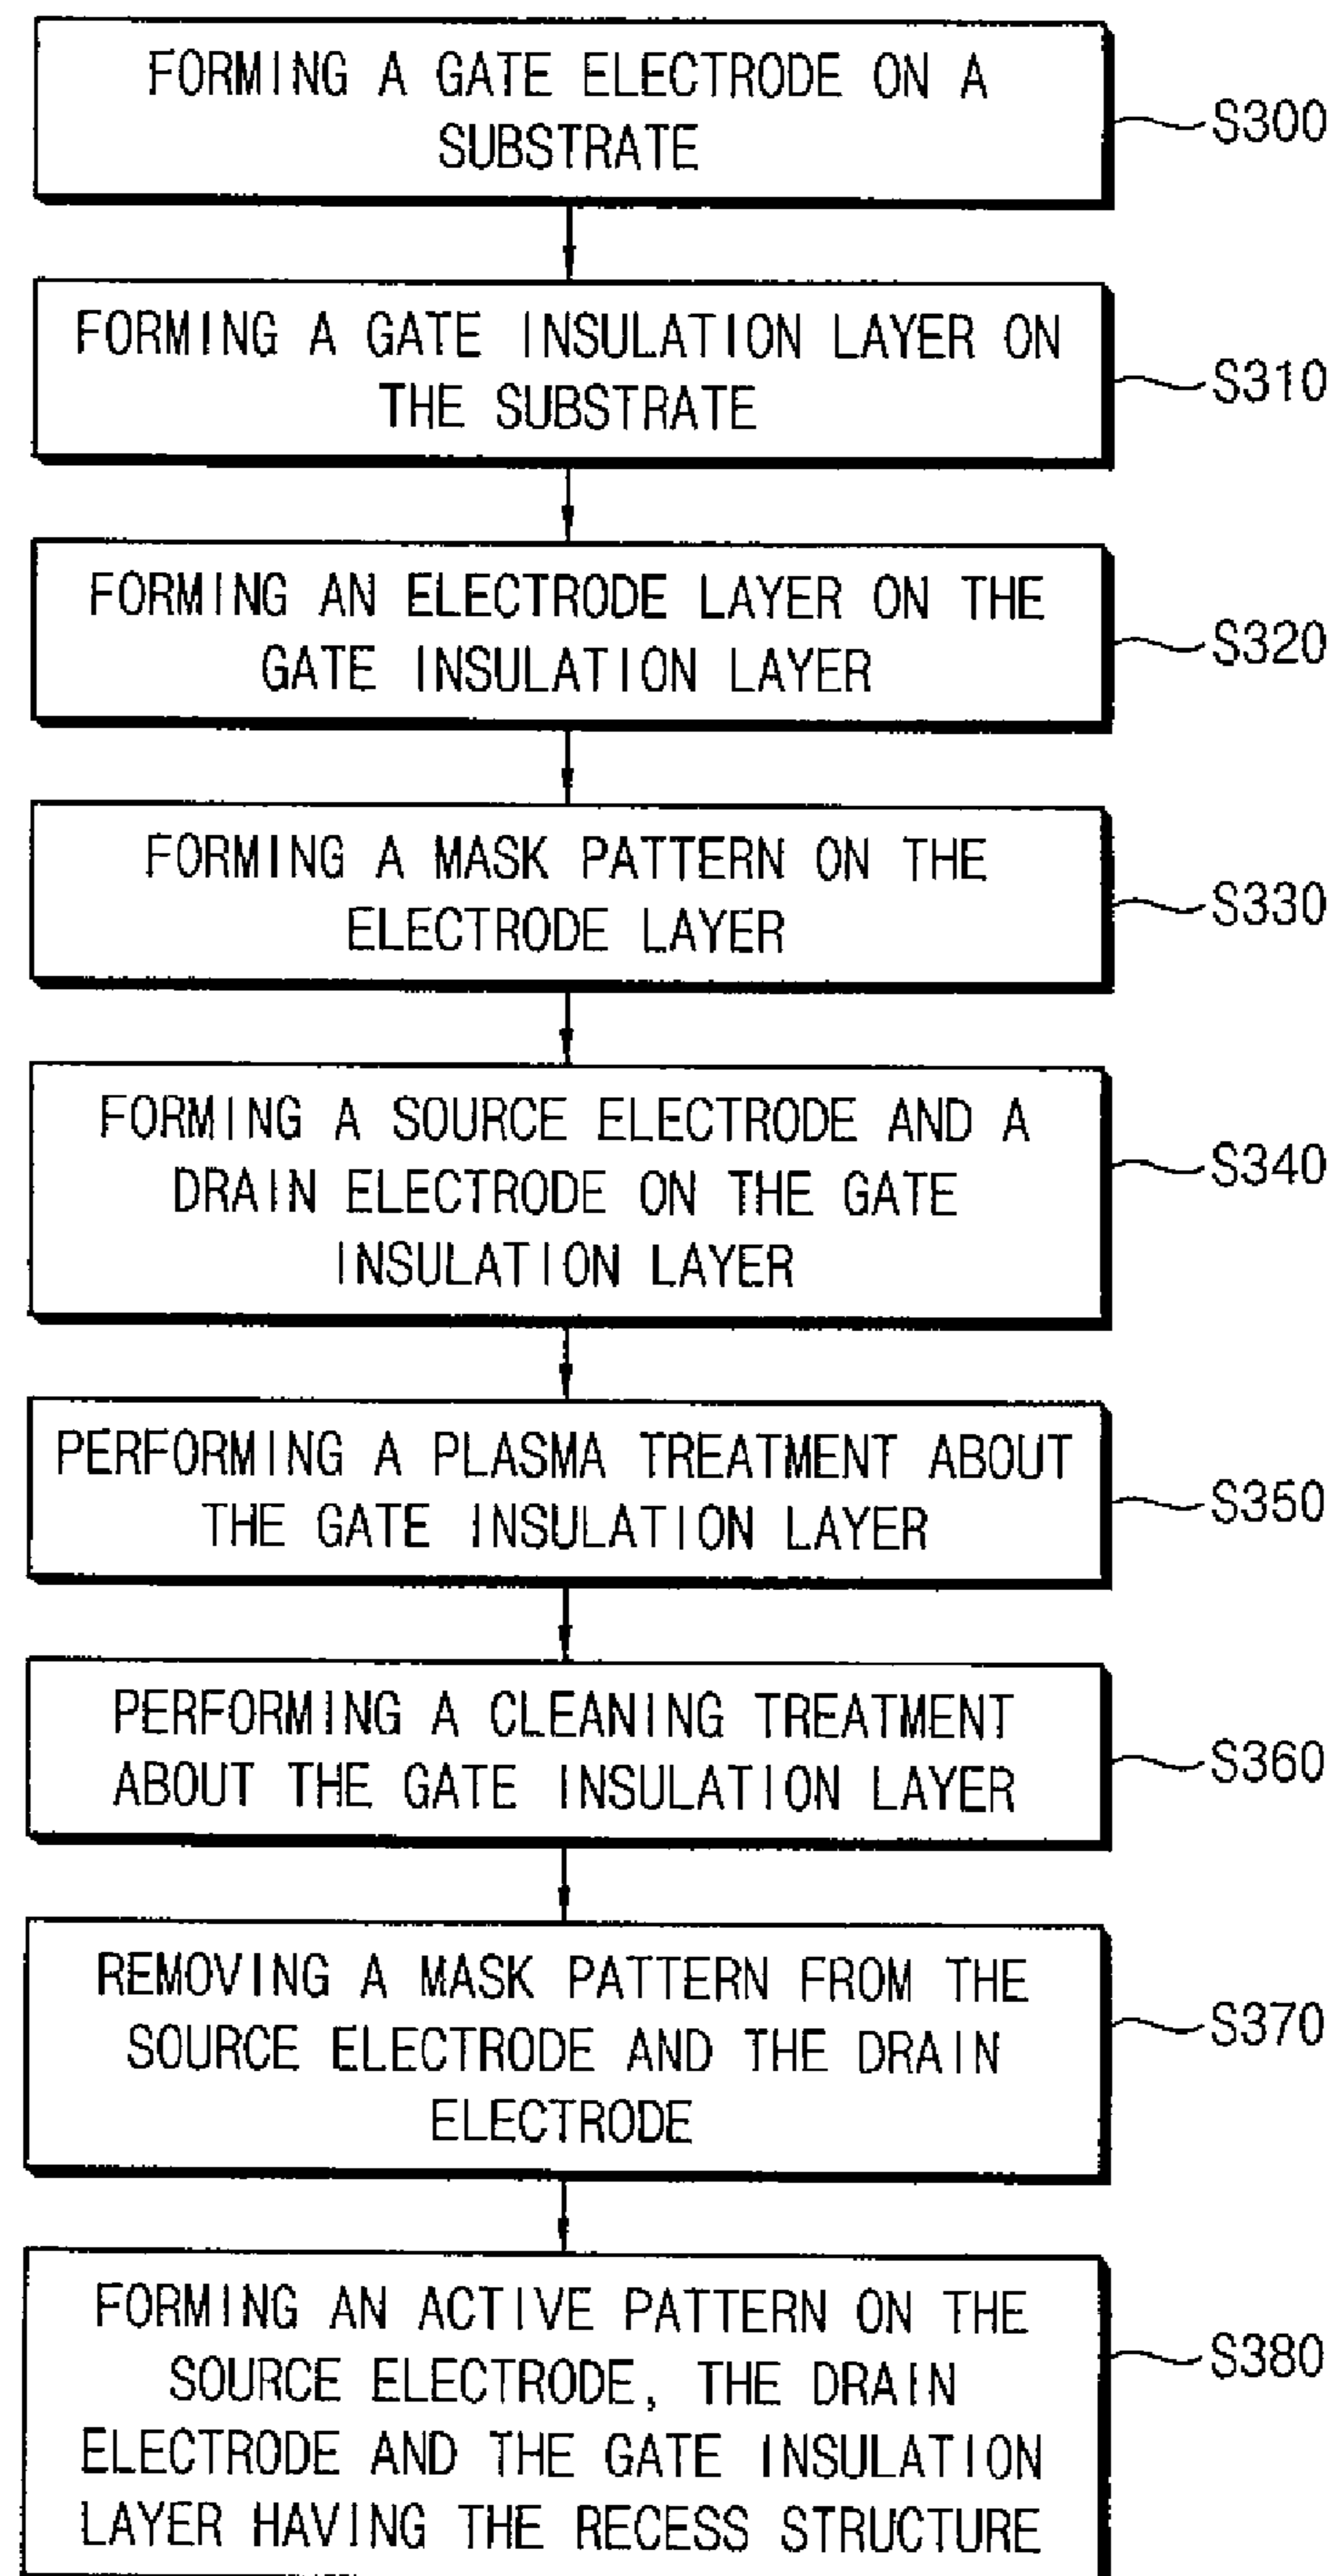 FORMING A GATE ELECTRODE ON A
SUBSTRATE
S300
FORMING A GATE INSULATION LAYER ON
THE SUBSTRATE
S310
FORMING AN ELECTRODE LAYER ON THE
GATE INSULATION LAYER
S320
FORMING A MASK PATTERN ON THE
ELECTRODE LAYER
S330
FORMING A SOURCE ELECTRODE AND A
DRAIN ELECTRODE ON THE GATE
INSULATION LAYER
S340
PERFORMING A PLASMA TREATMENT ABOUT
THE GATE INSULATION LAYER
S350
PERFORMING A CLEANING TREATMENT
ABOUT THE GATE INSULATION LAYER
S360
REMOVING A MASK PATTERN FROM THE
SOURCE ELECTRODE AND THE DRAIN
ELECTRODE
S370
FORMING AN ACTIVE PATTERN ON THE
SOURCE ELECTRODE, THE DRAIN
ELECTRODE AND THE GATE INSULATION
LAYER HAVING THE RECESS STRUCTURE
S380